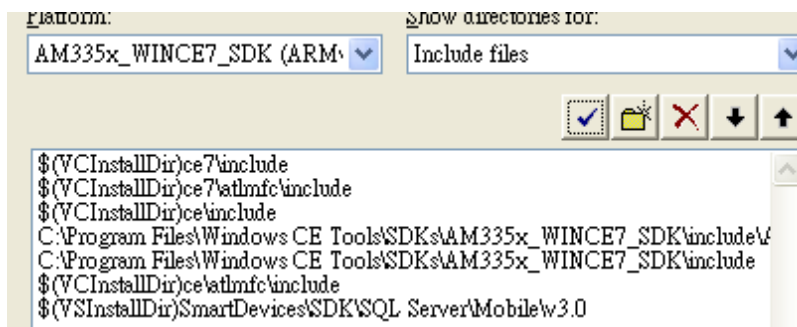 Platform:
Show directories for:
AM335x_WINCE7_SDK (ARM
Include files
$(VCInstallDir)ce7\include
$(VCInstallDir)ce7\atlmfc\include
$(VCInstallDir)ce\include
C:\Program Files\Windows CE Tools\SDKs\AM335x_WINCE7_SDK\include\A
C:\Program Files\Windows CE Tools\SDKs\AM335x_WINCE7_SDK\include
$(VCInstallDir)ce\atlmfc\include
$(VSInstallDir)SmartDevices\SDK\SQL Server\Mobile\v3.0